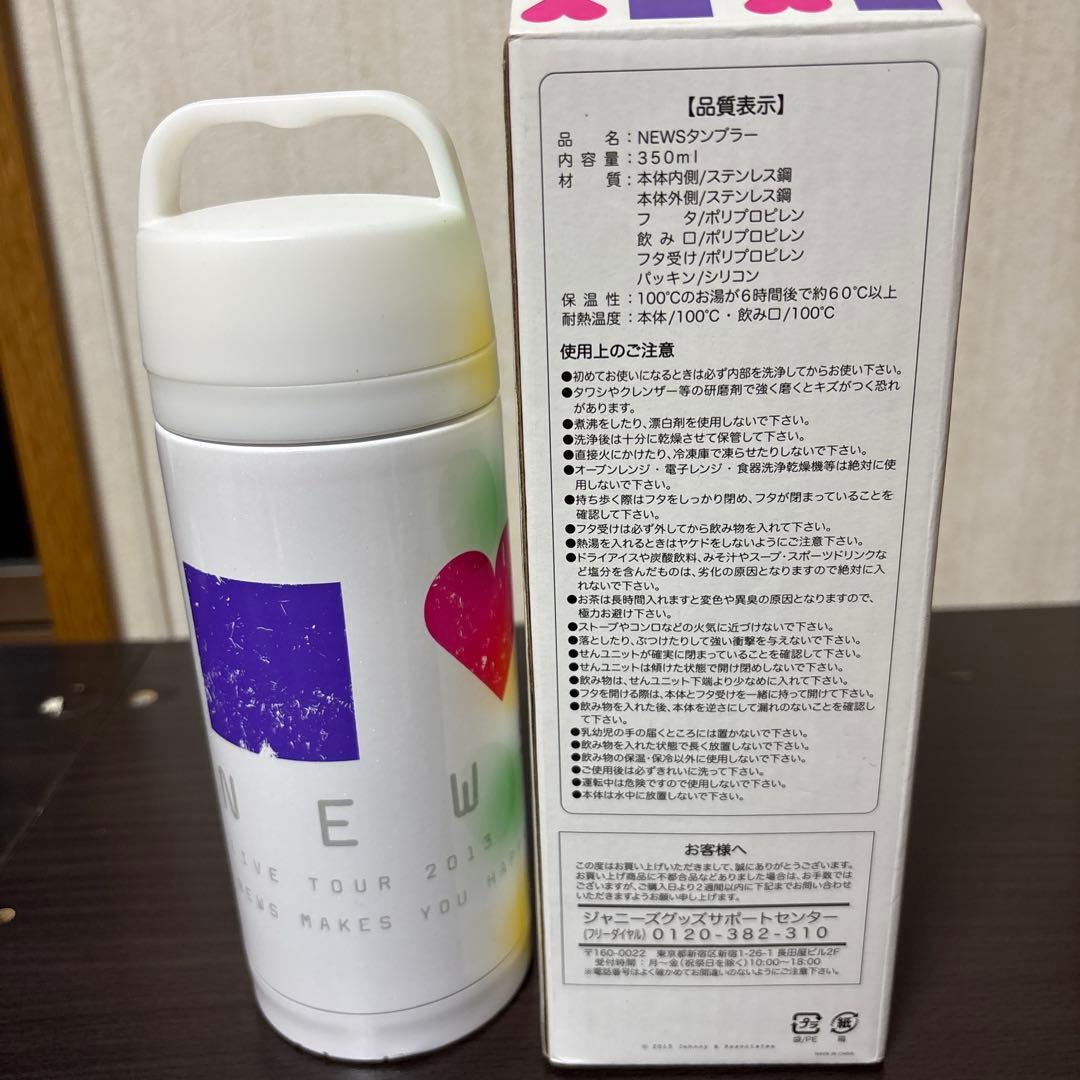 NEW
LIVE TOUR 2013
NEWS MAKES YOU HAPP
【品質表示】
品名：NEWSタンブラー
内容量：350ml
材質：本体内側/ステンレス鋼
本体外側/ステンレス鋼
フタ/ポリプロピレン
飲み口/ポリプロピレン
フタ受け/ポリプロピレン
パッキン/シリコン
保温性：100℃のお湯が6時間後で約60℃以上
耐熱温度：本体/100℃・飲み口/100℃
使用上のご注意
●初めてお使いになるときは必ず内部を洗浄してからお使い下さい。
●タワシやクレンザー等の研磨剤で強く磨くとキズがつく恐れ
があります。
●煮沸をしたり、漂白剤を使用しないで下さい。
●洗浄後は十分に乾燥させて保管して下さい。
●直接火にかけたり、冷凍庫で凍らせたりしないで下さい。
●オーブンレンジ・電子レンジ・食器洗浄乾燥機等は絶対に使
用しないで下さい。
●持ち歩く際はフタをしっかり閉め、フタが閉まっていることを
確認して下さい。
●フタ受けは必ず外してから飲み物を入れて下さい。
●熱湯を入れるときはヤケドをしないようにご注意下さい。
●ドライアイスや炭酸飲料、みそ汁やスープ・スポーツドリンクな
ど塩分を含んだものは、劣化の原因となりますので絶対に入
れないで下さい。
●お茶は長時間入れますと変色や異臭の原因となりますので、
極力お避け下さい。
●ストーブやコンロなどの火気に近づけないで下さい。
●落としたり、ぶつけたりして強い衝撃を与えないで下さい。
●せんユニットが確実に閉まっていることを確認して下さい。
●せんユニットは傾けた状態で開け閉めしないで下さい。
●飲み物は、せんユニット下端より少なめに入れて下さい。
●フタを開ける際は、本体とフタ受けを一緒に持って開けて下さい。
●飲み物を入れた後、本体を逆さにして漏れのないことを確認し
て下さい。
●乳幼児の手の届くところには置かないで下さい。
●飲み物を入れた状態で長く放置しないで下さい。
●飲み物の保温・保冷以外に使用しないで下さい。
●ご使用後は必ずきれいに洗って下さい。
●運転中は危険ですので使用しないで下さい。
●本体は水中に放置しないで下さい。
お客様へ
この度はお買い上げいただきまして、誠にありがとうございます。
お買い上げ商品に不都合品などありました場合は、お手数では
ございますが、ご購入日より2週間以内に下記までお問い合わせ
いただきますようお願い申し上げます。
ジャニーズグッズサポートセンター
(フリーダイヤル) 0120-382-310
〒160-0022 東京都新宿区新宿1-26-1 長田屋ビル2F
受付時間：月〜金(祝祭日を除く)10:00〜18:00
※電話番号はよく確かめてお間違いのないようにご注意下さい。
プラ 紙
袋/PE 箱
© 2013 Johnny & Associates
MADE IN CHINA